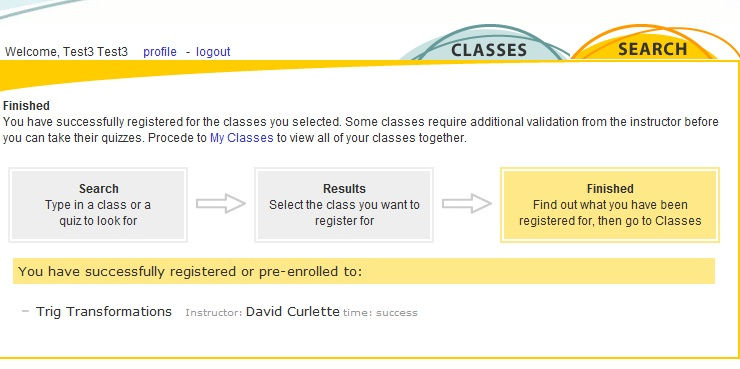 Welcome, Test3 Test3 profile - logout
CLASSES
SEARCH
Finished
You have successfully registered for the classes you selected. Some classes require additional validation from the instructor before
you can take their quizzes. Procede to My Classes to view all of your classes together.
Search
Type in a class or a
quiz to look for
Results
Select the class you want to
register for
Finished
Find out what you have been
registered for, then go to Classes
You have successfully registered or pre-enrolled to:
– Trig Transformations Instructor: David Curlette time: success